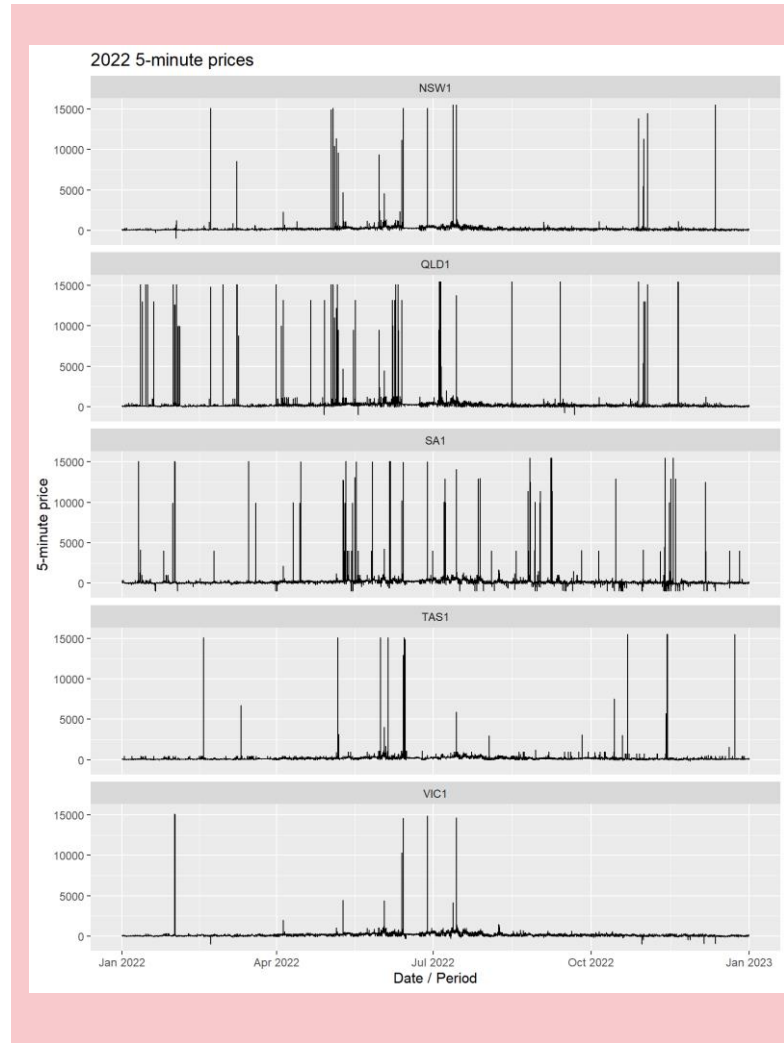 2022 5-minute prices
NSW1
15000
10000
5000
0
QLD1
15000
10000
5000
0
SA1
15000
10000
5000
0
5-minute price
TAS1
15000
10000
5000
0
VIC1
15000
10000
5000
0
Jan 2022 Apr 2022 Jul 2022 Oct 2022 Jan 2023
Date / Period